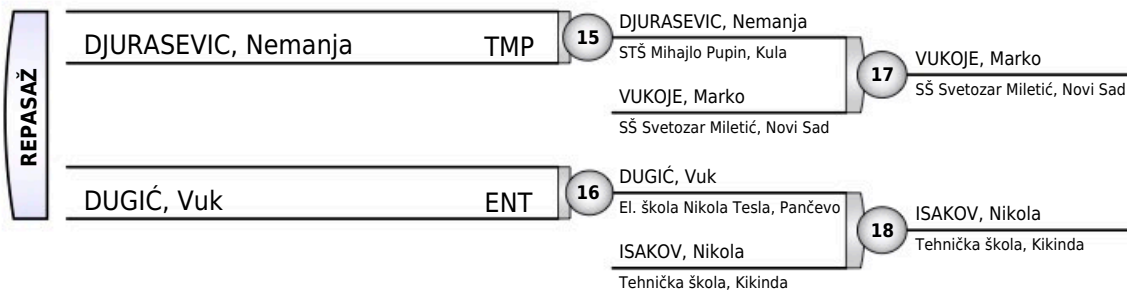 REPASAŽ
DJURASEVIC, Nemanja TMP
15
DJURASEVIC, Nemanja
STŠ Mihajlo Pupin, Kula
VUKOJE, Marko
SŠ Svetozar Miletić, Novi Sad
17
VUKOJE, Marko
SŠ Svetozar Miletić, Novi Sad
DUGIĆ, Vuk ENT
16
DUGIĆ, Vuk
El. škola Nikola Tesla, Pančevo
ISAKOV, Nikola
Tehnička škola, Kikinda
18
ISAKOV, Nikola
Tehnička škola, Kikinda